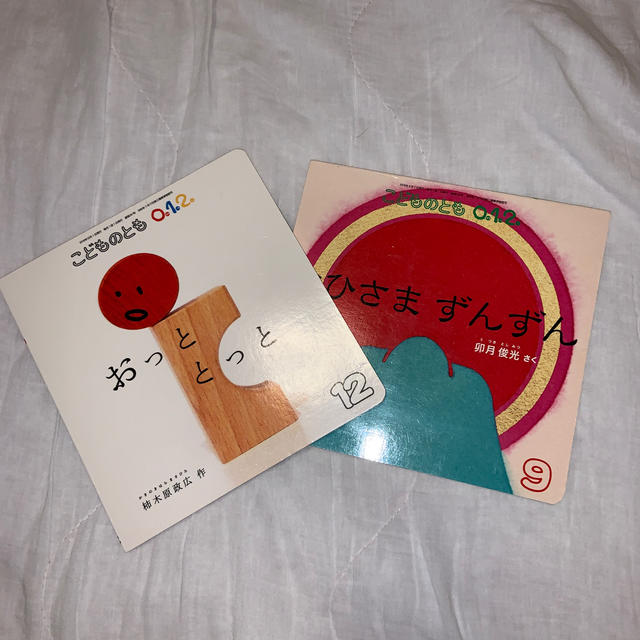 こどものとも 0.1.2.
おっと
とっと
12
かきのきはらまさひろ
柿木原政広 作
こどものとも 0.1.2.
ひさま ずんずん
うづき としみつ
卯月 俊光 さく
9